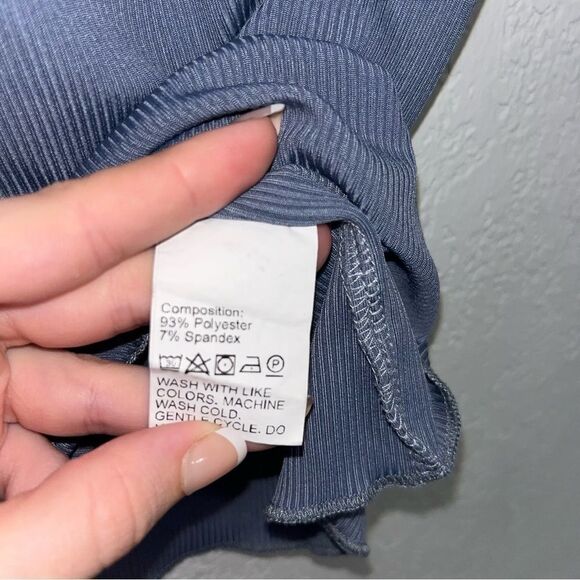 Composition:
93% Polyester
7% Spandex
WASH WITH LIKE
COLORS. MACHINE
WASH COLD.
GENTLE CYCLE. DO